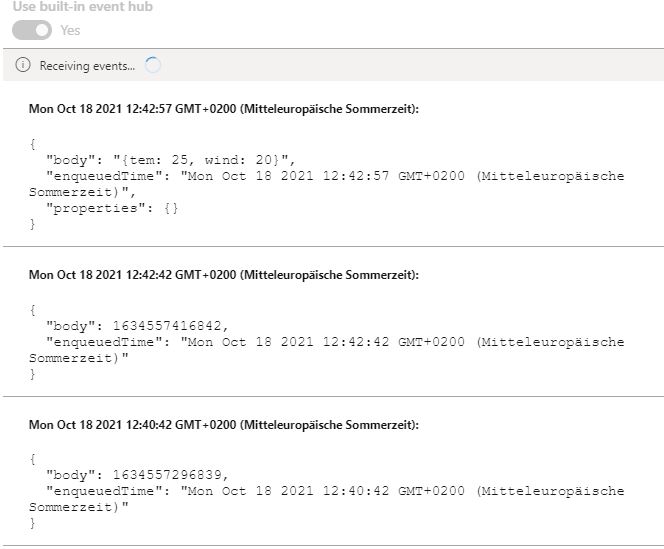 Use built-in event hub
Yes
Receiving events...
Mon Oct 18 2021 12:42:57 GMT+0200 (Mitteleuropäische Sommerzeit):
{
  "body": "{tem: 25, wind: 20}",
  "enqueuedTime": "Mon Oct 18 2021 12:42:57 GMT+0200 (Mitteleuropäische
Sommerzeit)",
  "properties": {}
}
Mon Oct 18 2021 12:42:42 GMT+0200 (Mitteleuropäische Sommerzeit):
{
  "body": 1634557416842,
  "enqueuedTime": "Mon Oct 18 2021 12:42:42 GMT+0200 (Mitteleuropäische
Sommerzeit)"
}
Mon Oct 18 2021 12:40:42 GMT+0200 (Mitteleuropäische Sommerzeit):
{
  "body": 1634557296839,
  "enqueuedTime": "Mon Oct 18 2021 12:40:42 GMT+0200 (Mitteleuropäische
Sommerzeit)"
}